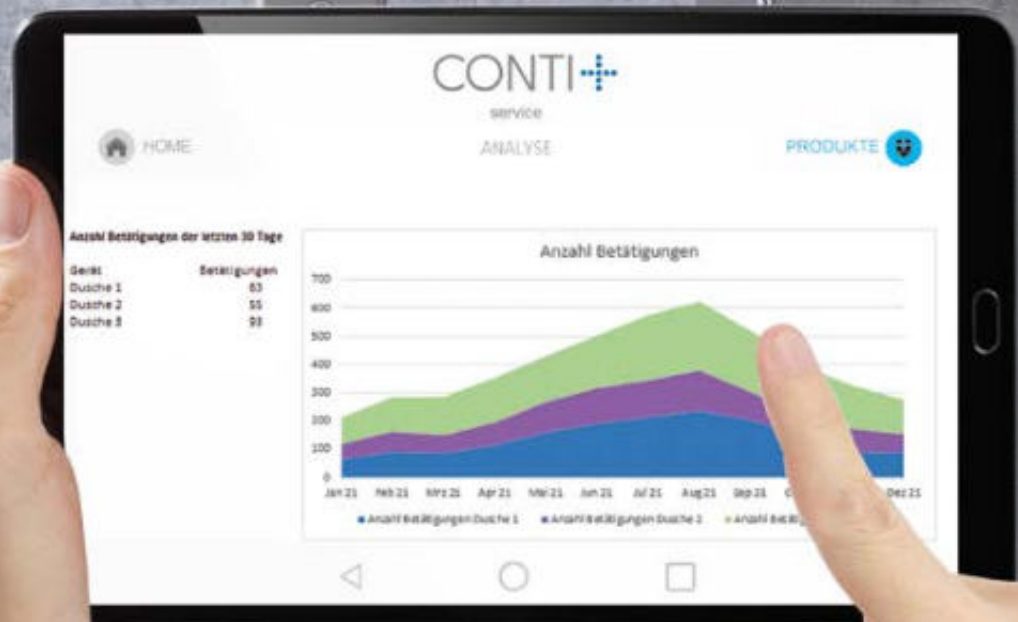 CONTI+
service
HOME
ANALYSE
PRODUKTE
Anzahl Betätigungen der letzten 30 Tage
Gerät Betätigungen
Dusche 1 63
Dusche 2 55
Dusche 3 93
Anzahl Betätigungen
700
600
500
400
300
200
100
0
Jan 21 Feb 21 Mrz 21 Apr 21 Mai 21 Jun 21 Jul 21 Aug 21 Sep 21 Dez 21
Anzahl Betätigungen Dusche 1 Anzahl Betätigungen Dusche 2 Anzahl